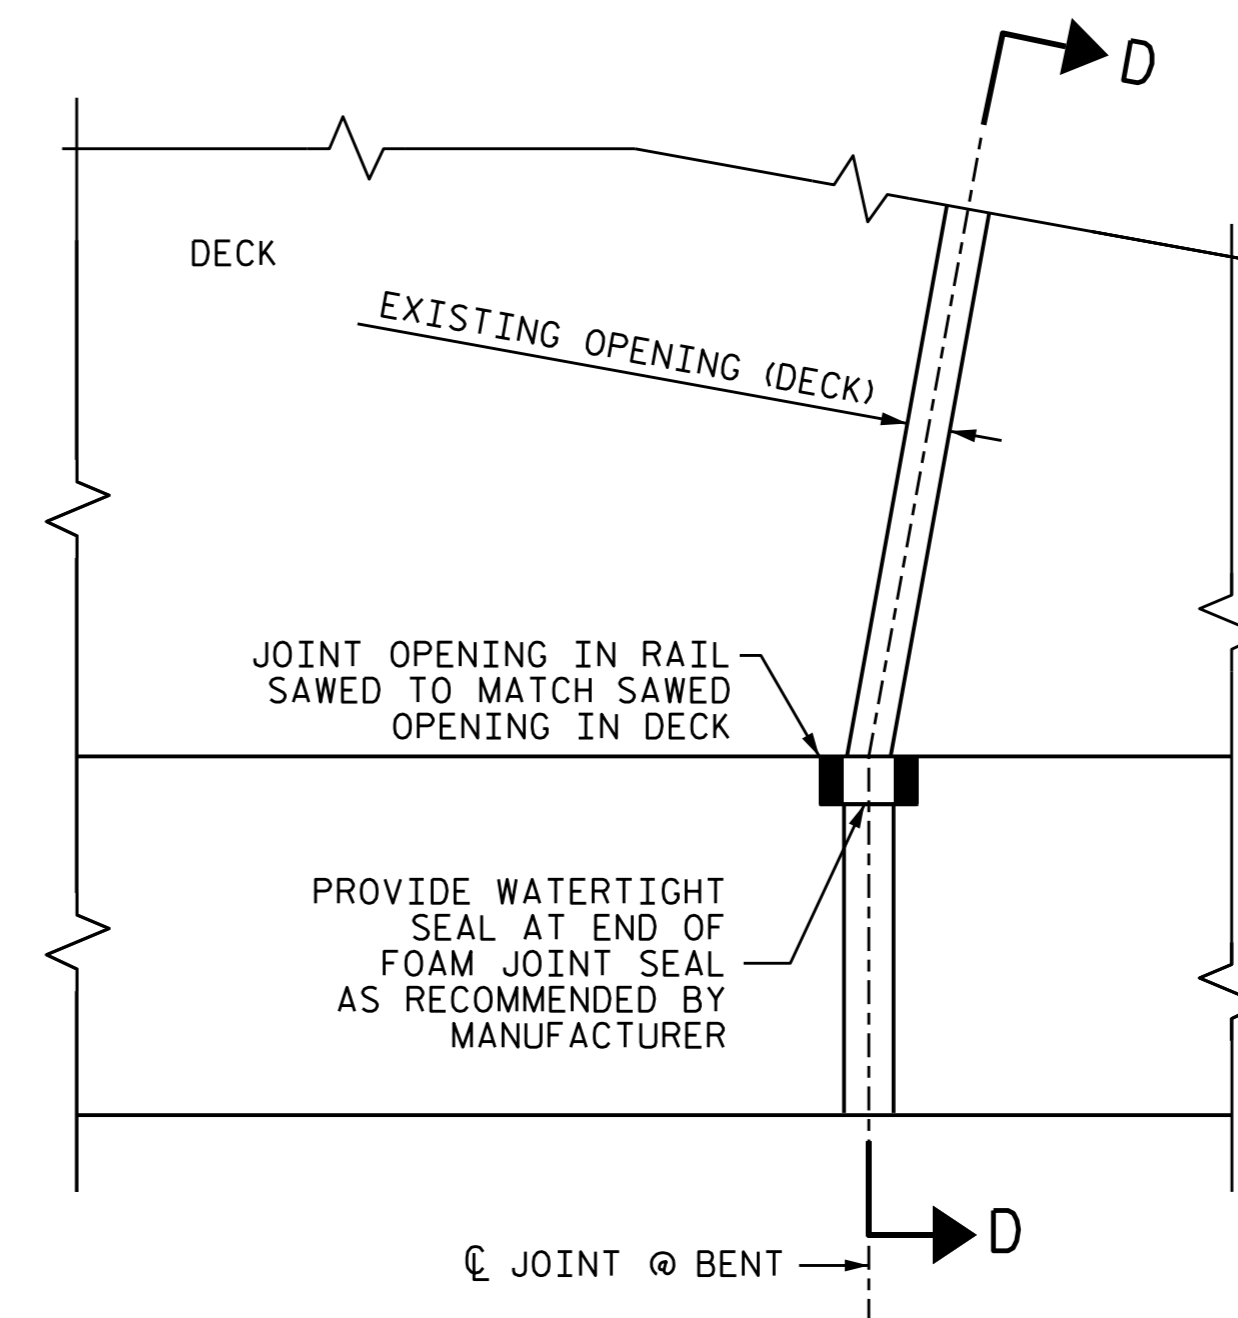 D
DECK
EXISTING OPENING (DECK)
JOINT OPENING IN RAIL
SAWED TO MATCH SAWED
OPENING IN DECK
PROVIDE WATERTIGHT
SEAL AT END OF
FOAM JOINT SEAL
AS RECOMMENDED BY
MANUFACTURER
D
℄ JOINT @ BENT